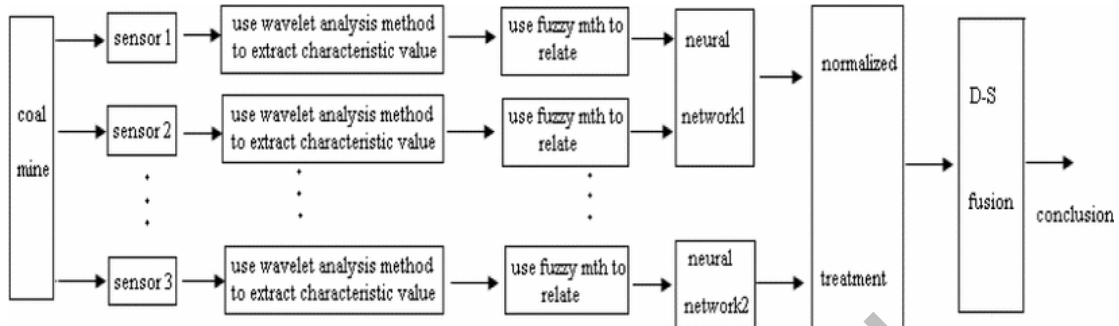 coal
mine
sensor 1
use wavelet analysis method
to extract characteristic value
use fuzzy mth to
relate
sensor 2
use wavelet analysis method
to extract characteristic value
use fuzzy mth to
relate
sensor 3
use wavelet analysis method
to extract characteristic value
use fuzzy mth to
relate
neural
network1
neural
network2
normalized
treatment
D-S
fusion
conclusion